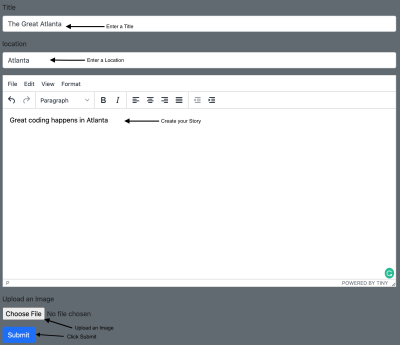 Title
The Great Atlanta
Enter a Title
location
Atlanta
Enter a Location
File Edit View Format
Paragraph B I
Great coding happens in Atlanta
Create your Story
P POWERED BY TINY
Upload an Image
Choose File No file chosen
Upload an Image
Submit
Click Submit